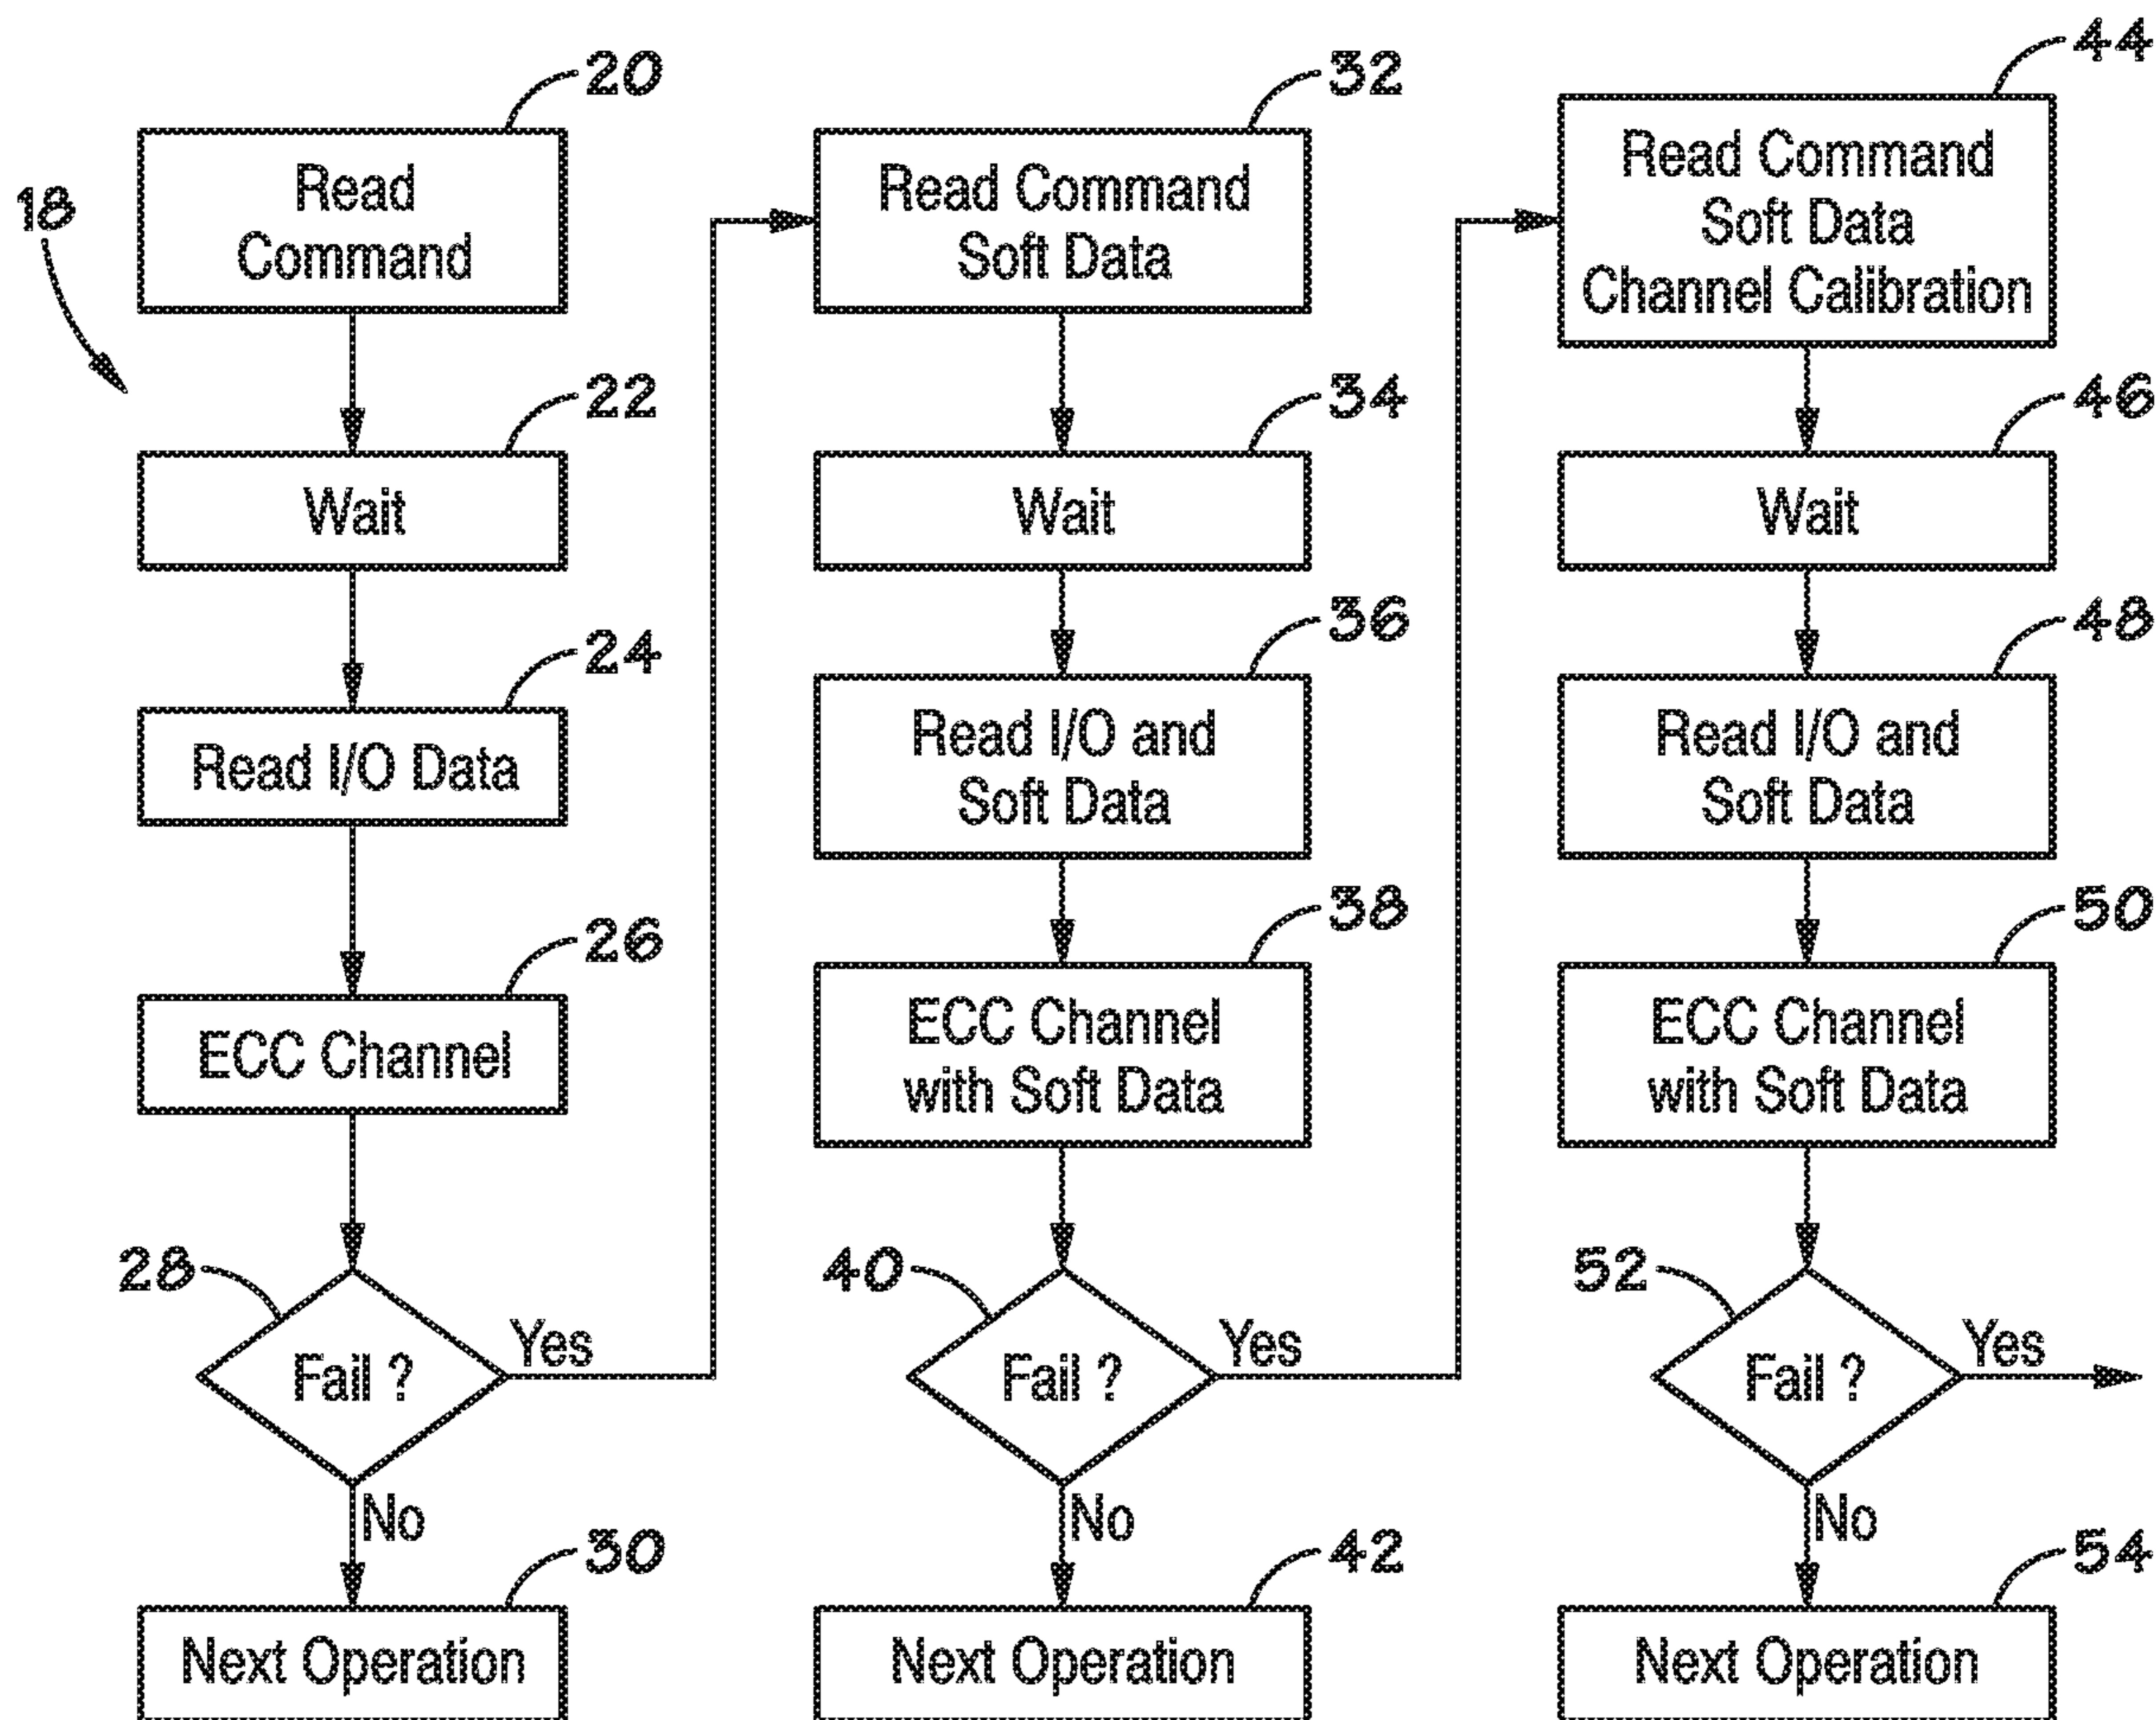 18
20
Read
Command
22
Wait
24
Read I/O Data
26
ECC Channel
28
Fail ?
Yes
No
30
Next Operation
32
Read Command
Soft Data
34
Wait
36
Read I/O and
Soft Data
38
ECC Channel
with Soft Data
40
Fail ?
Yes
No
42
Next Operation
44
Read Command
Soft Data
Channel Calibration
46
Wait
48
Read I/O and
Soft Data
50
ECC Channel
with Soft Data
52
Fail ?
Yes
No
54
Next Operation